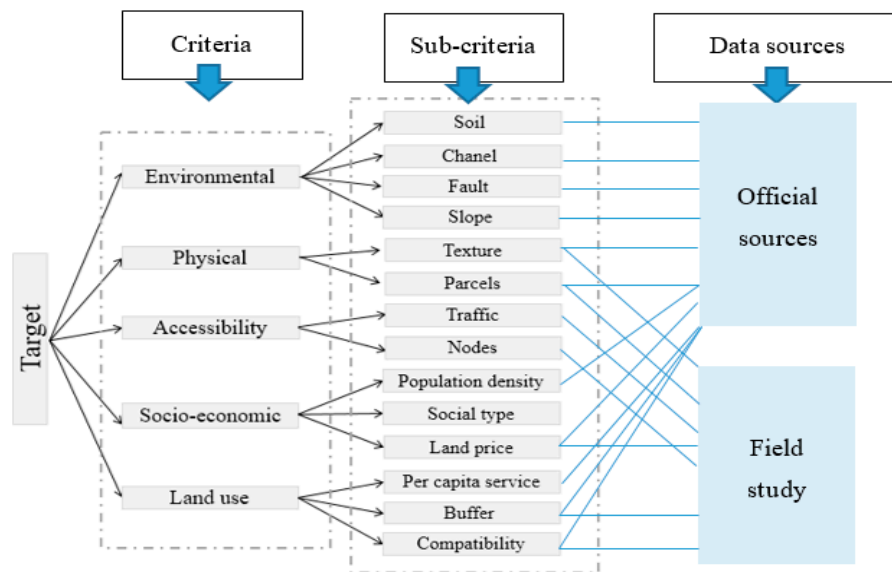 Criteria
Sub-criteria
Data sources
Target
Environmental
Physical
Accessibility
Socio-economic
Land use
Soil
Chanel
Fault
Slope
Texture
Parcels
Traffic
Nodes
Population density
Social type
Land price
Per capita service
Buffer
Compatibility
Official
sources
Field
study